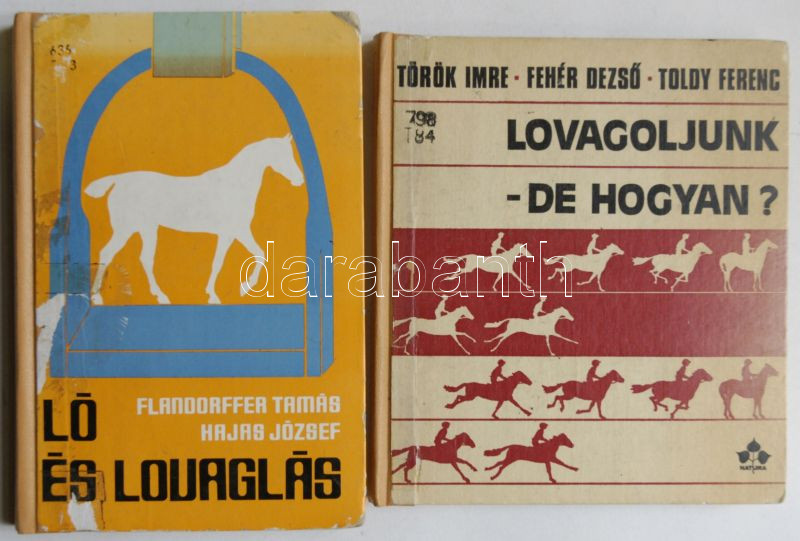 636
FLANDORFFER TAMÁS
HAJAS JÓZSEF
LÓ
ÉS LOVAGLÁS
TÖRÖK IMRE · FEHÉR DEZSŐ · TOLDY FERENC
798
T84
LOVAGOLJUNK
-DE HOGYAN?
NATURA
darabanth